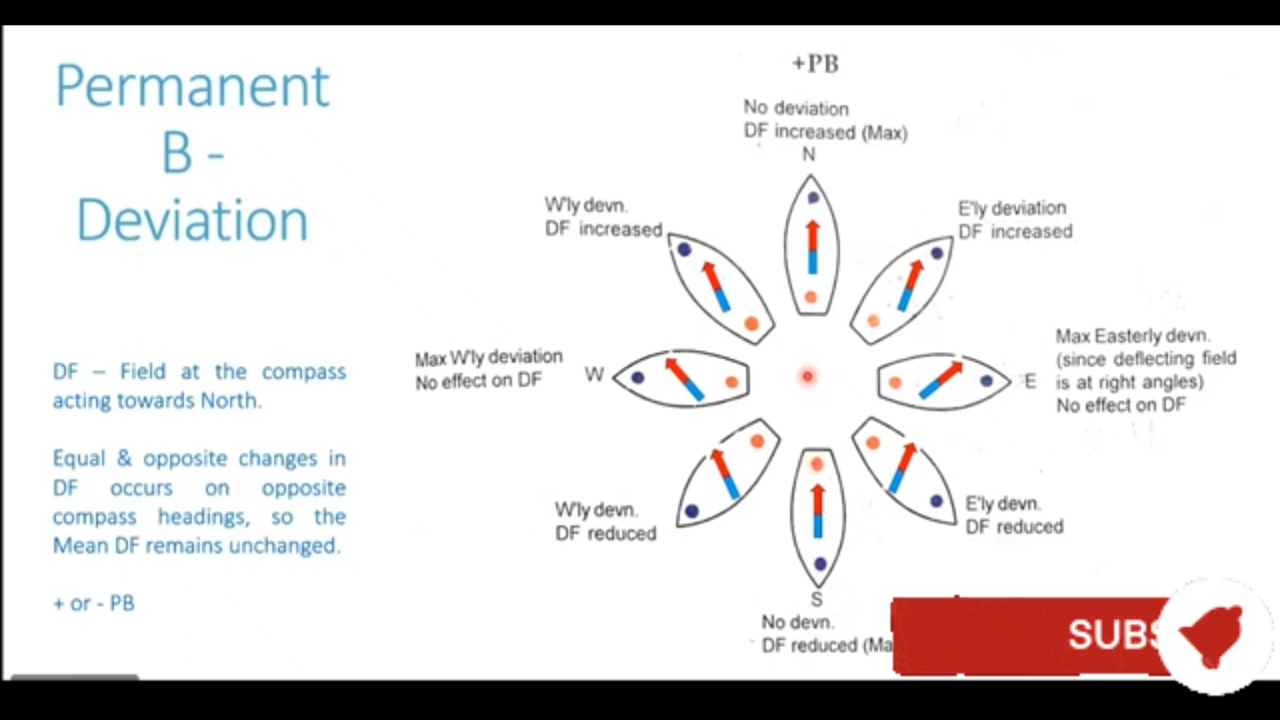 Permanent
B -
Deviation
DF – Field at the compass
acting towards North.
Equal & opposite changes in
DF occurs on opposite
compass headings, so the
Mean DF remains unchanged.
+ or - PB
+PB
No deviation
DF increased (Max)
N
W'ly devn.
DF increased
E'ly deviation
DF increased
Max W'ly deviation
No effect on DF
W
E
Max Easterly devn.
(since deflecting field
is at right angles)
No effect on DF
W'ly devn.
DF reduced
E'ly devn.
DF reduced
S
No devn.
DF reduced (Ma
SUBS